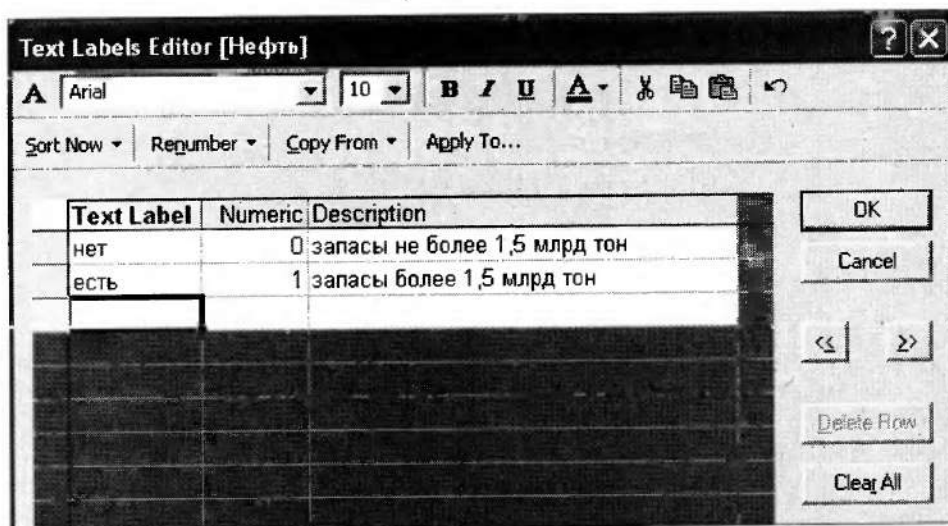 Text Labels Editor [Нефть]
A Arial 10 B I U A
Sort Now Renumber Copy From Apply To...
Text Label Numeric Description
нет 0 запасы не более 1,5 млрд тон
есть 1 запасы более 1,5 млрд тон
OK
Cancel
<< >>
Delete Row
Clear All